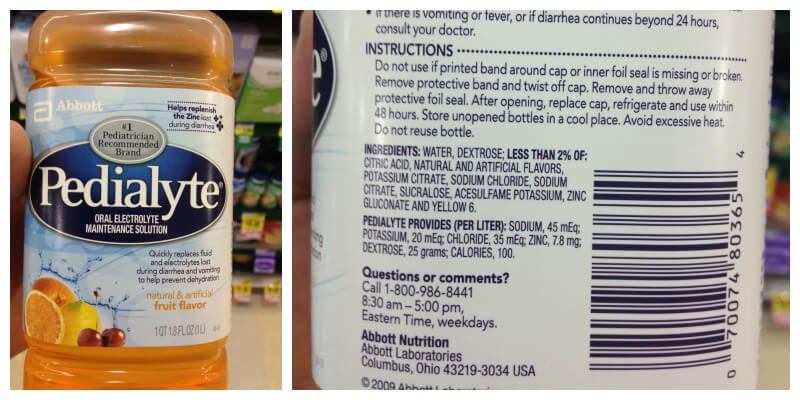 Abbott
Helps replenish
the Zinc lost
during diarrhea
#1
Pediatrician
Recommended
Brand
Pedialyte®
ORAL ELECTROLYTE
MAINTENANCE SOLUTION
Quickly replaces fluid
and electrolytes lost
during diarrhea and vomiting
to help prevent dehydration
natural & artificial
fruit flavor
1 QT 1.8 FL OZ (1 L)
• If there is vomiting or fever, or if diarrhea continues beyond 24 hours,
consult your doctor.
INSTRUCTIONS
Do not use if printed band around cap or inner foil seal is missing or broken.
Remove protective band and twist off cap. Remove and throw away
protective foil seal. After opening, replace cap, refrigerate and use within
48 hours. Store unopened bottles in a cool place. Avoid excessive heat.
Do not reuse bottle.
INGREDIENTS: WATER, DEXTROSE; LESS THAN 2% OF:
CITRIC ACID, NATURAL AND ARTIFICIAL FLAVORS,
POTASSIUM CITRATE, SODIUM CHLORIDE, SODIUM
CITRATE, SUCRALOSE, ACESULFAME POTASSIUM, ZINC
GLUCONATE AND YELLOW 6.
PEDIALYTE PROVIDES (PER LITER): SODIUM, 45 mEq;
POTASSIUM, 20 mEq; CHLORIDE, 35 mEq; ZINC, 7.8 mg;
DEXTROSE, 25 grams; CALORIES, 100.
Questions or comments?
Call 1-800-986-8441
8:30 am – 5:00 pm,
Eastern Time, weekdays.
Abbott Nutrition
Abbott Laboratories
Columbus, Ohio 43219-3034 USA
© 2009 Abbott Laboratories
0 70074 80365 4